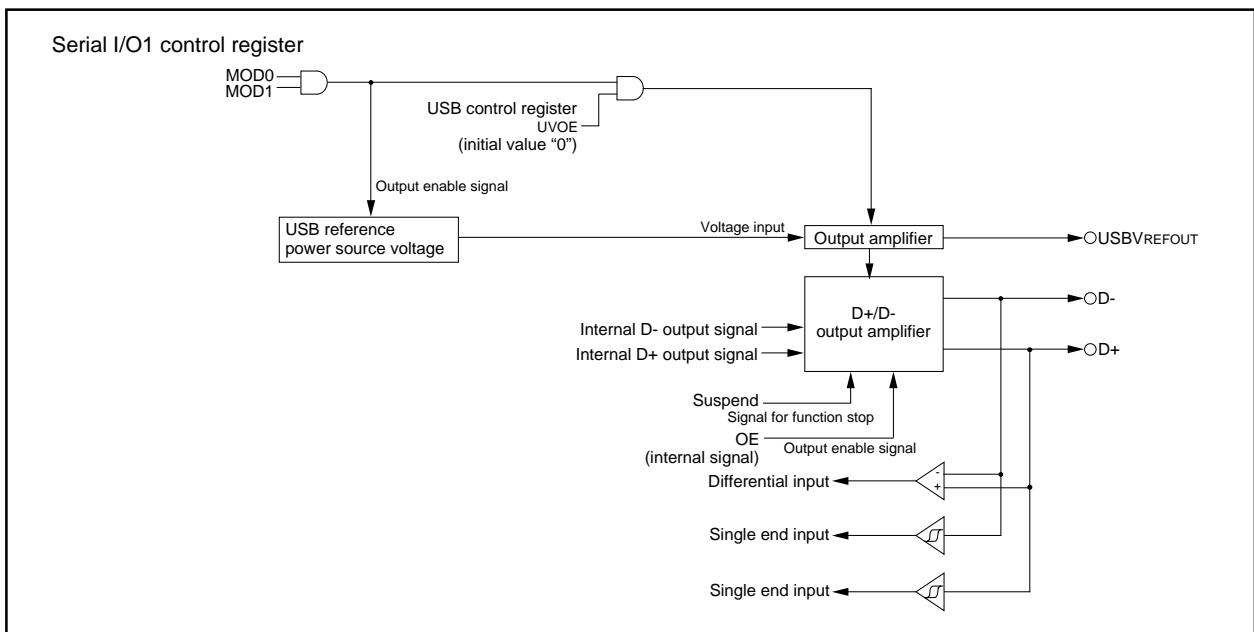 Serial I/O1 control register
MOD0
MOD1
USB control register
UVOE
(initial value “0”)
Output enable signal
USB reference
power source voltage
Voltage input
Output amplifier
USBVREFOUT
D+/D-
output amplifier
D-
D+
Internal D- output signal
Internal D+ output signal
Suspend
Signal for function stop
OE
(internal signal)
Output enable signal
Differential input
-
+
Single end input
Single end input